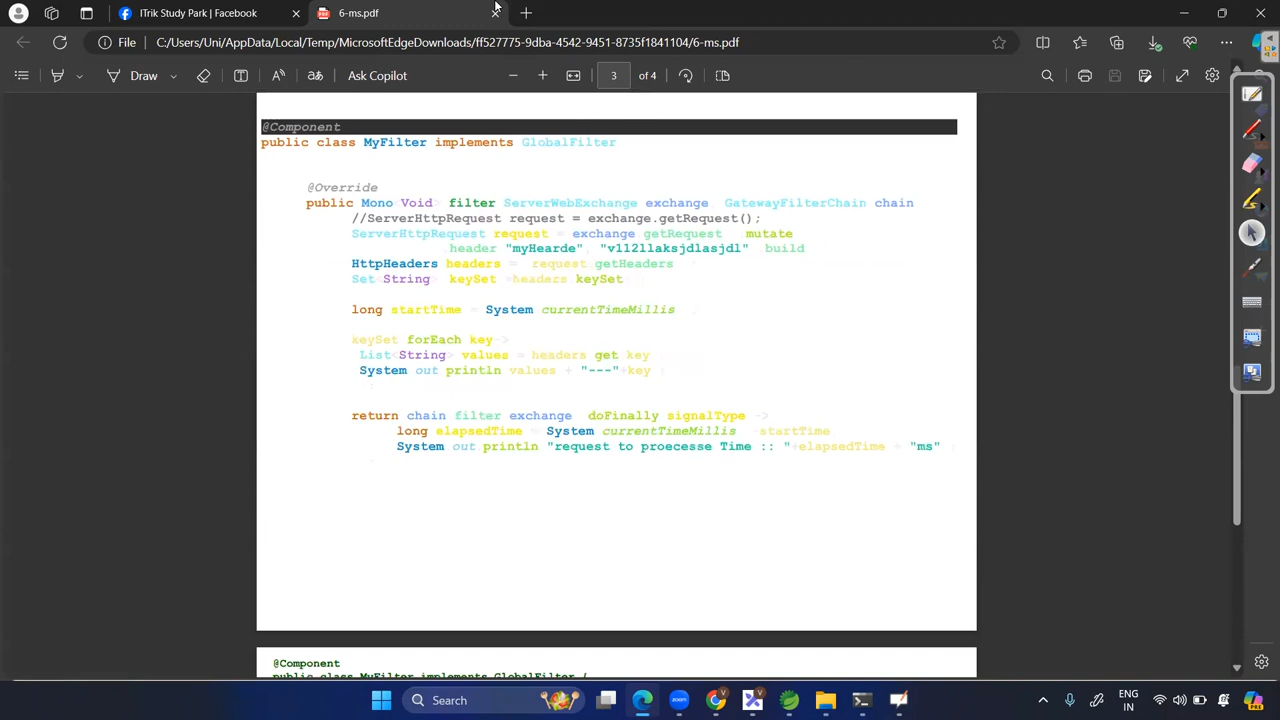 ITrik Study Park | Facebook
6-ms.pdf
File C:/Users/Uni/AppData/Local/Temp/MicrosoftEdgeDownloads/ff527775-9dba-4542-9451-8735f1841104/6-ms.pdf
Draw Ask Copilot 3 of 4
@Component
public class MyFilter implements GlobalFilter
@Override
public Mono Void filter ServerWebExchange exchange GatewayFilterChain chain
//ServerHttpRequest request = exchange.getRequest();
ServerHttpRequest request = exchange getRequest mutate
header "myHearde", "v112llaksjdlasjdl" build
HttpHeaders headers = request.getHeaders
Set String> keySet =headers keySet
long startTime = System currentTimeMillis
keySet forEach key->
List<String> values = headers get key
System out println values + "---"+key
return chain filter exchange doFinally signalType ->
long elapsedTime = System currentTimeMillis -startTime
System out println "request to proecesse Time :: "+elapsedTime + "ms"
@Component
public class MyFilter implements GlobalFilter {
Search
ENG
IN